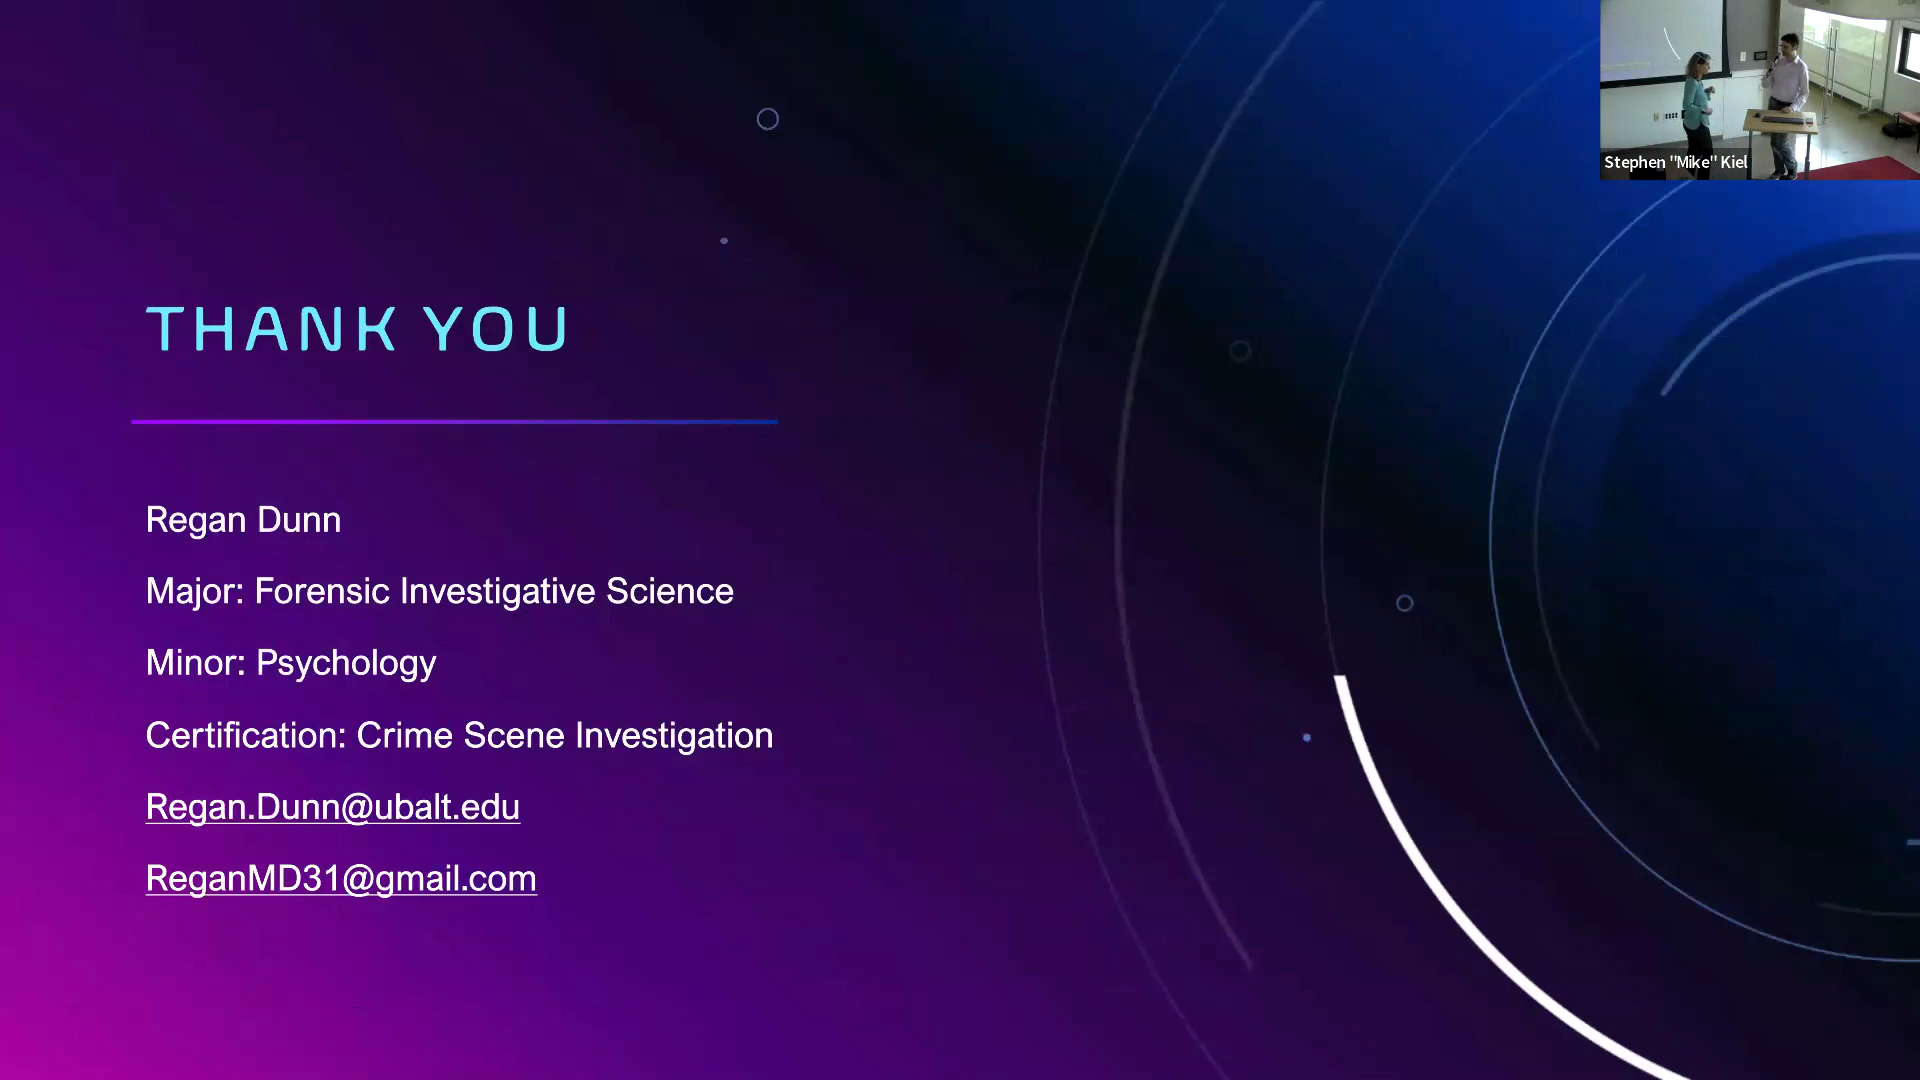 Stephen "Mike" Kiel
THANK YOU
Regan Dunn
Major: Forensic Investigative Science
Minor: Psychology
Certification: Crime Scene Investigation
Regan.Dunn@ubalt.edu
ReganMD31@gmail.com